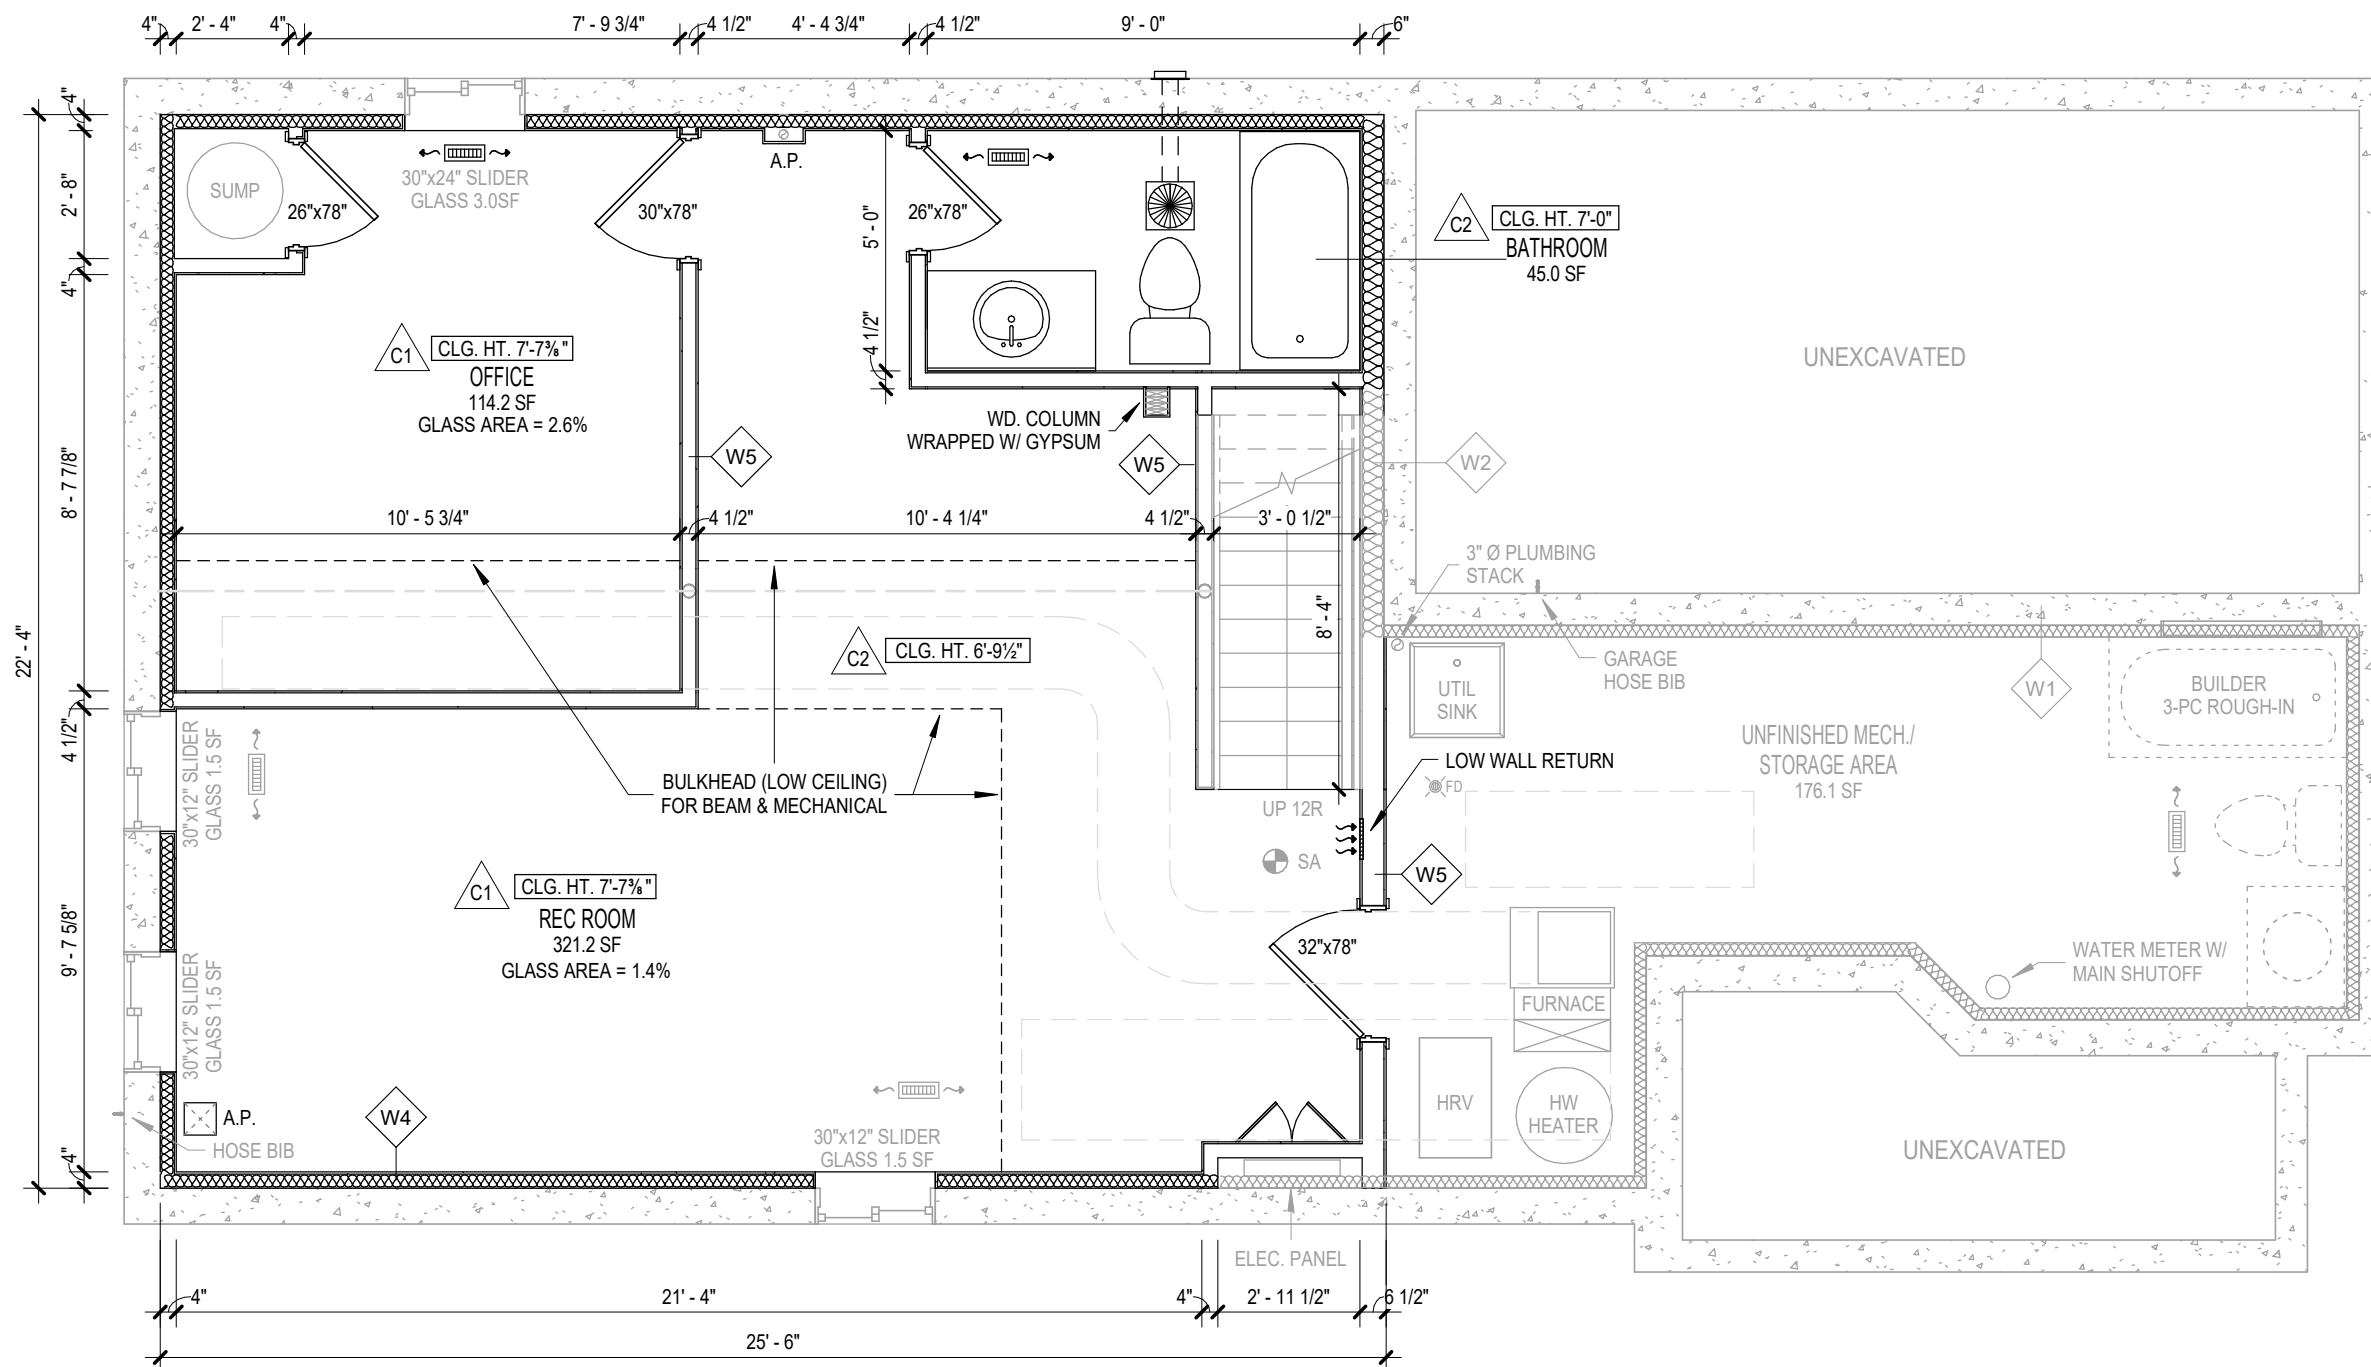 4"
2' - 4"
4"
7' - 9 3/4"
4 1/2"
4' - 4 3/4"
4 1/2"
9' - 0"
6"
4"
2' - 8"
4"
8' - 7 7/8"
4 1/2"
9' - 7 5/8"
4"
22' - 4"
SUMP
26"x78"
30"x24" SLIDER
GLASS 3.0SF
30"x78"
A.P.
5' - 0"
4 1/2"
26"x78"
C2
CLG. HT. 7'-0"
BATHROOM
45.0 SF
UNEXCAVATED
C1
CLG. HT. 7'-7⅜"
OFFICE
114.2 SF
GLASS AREA = 2.6%
W5
WD. COLUMN
WRAPPED W/ GYPSUM
W5
W2
10' - 5 3/4"
4 1/2"
10' - 4 1/4"
4 1/2"
3' - 0 1/2"
8' - 4"
3" Ø PLUMBING
STACK
GARAGE
HOSE BIB
W1
C2
CLG. HT. 6'-9½"
UTIL
SINK
BUILDER
3-PC ROUGH-IN
UNFINISHED MECH./
STORAGE AREA
176.1 SF
LOW WALL RETURN
FD
30"x12" SLIDER
GLASS 1.5 SF
BULKHEAD (LOW CEILING)
FOR BEAM & MECHANICAL
UP 12R
SA
W5
C1
CLG. HT. 7'-7⅜"
REC ROOM
321.2 SF
GLASS AREA = 1.4%
32"x78"
30"x12" SLIDER
GLASS 1.5 SF
FURNACE
WATER METER W/
MAIN SHUTOFF
HRV
HW
HEATER
A.P.
HOSE BIB
W4
30"x12" SLIDER
GLASS 1.5 SF
UNEXCAVATED
ELEC. PANEL
4"
21' - 4"
4"
2' - 11 1/2"
6 1/2"
25' - 6"